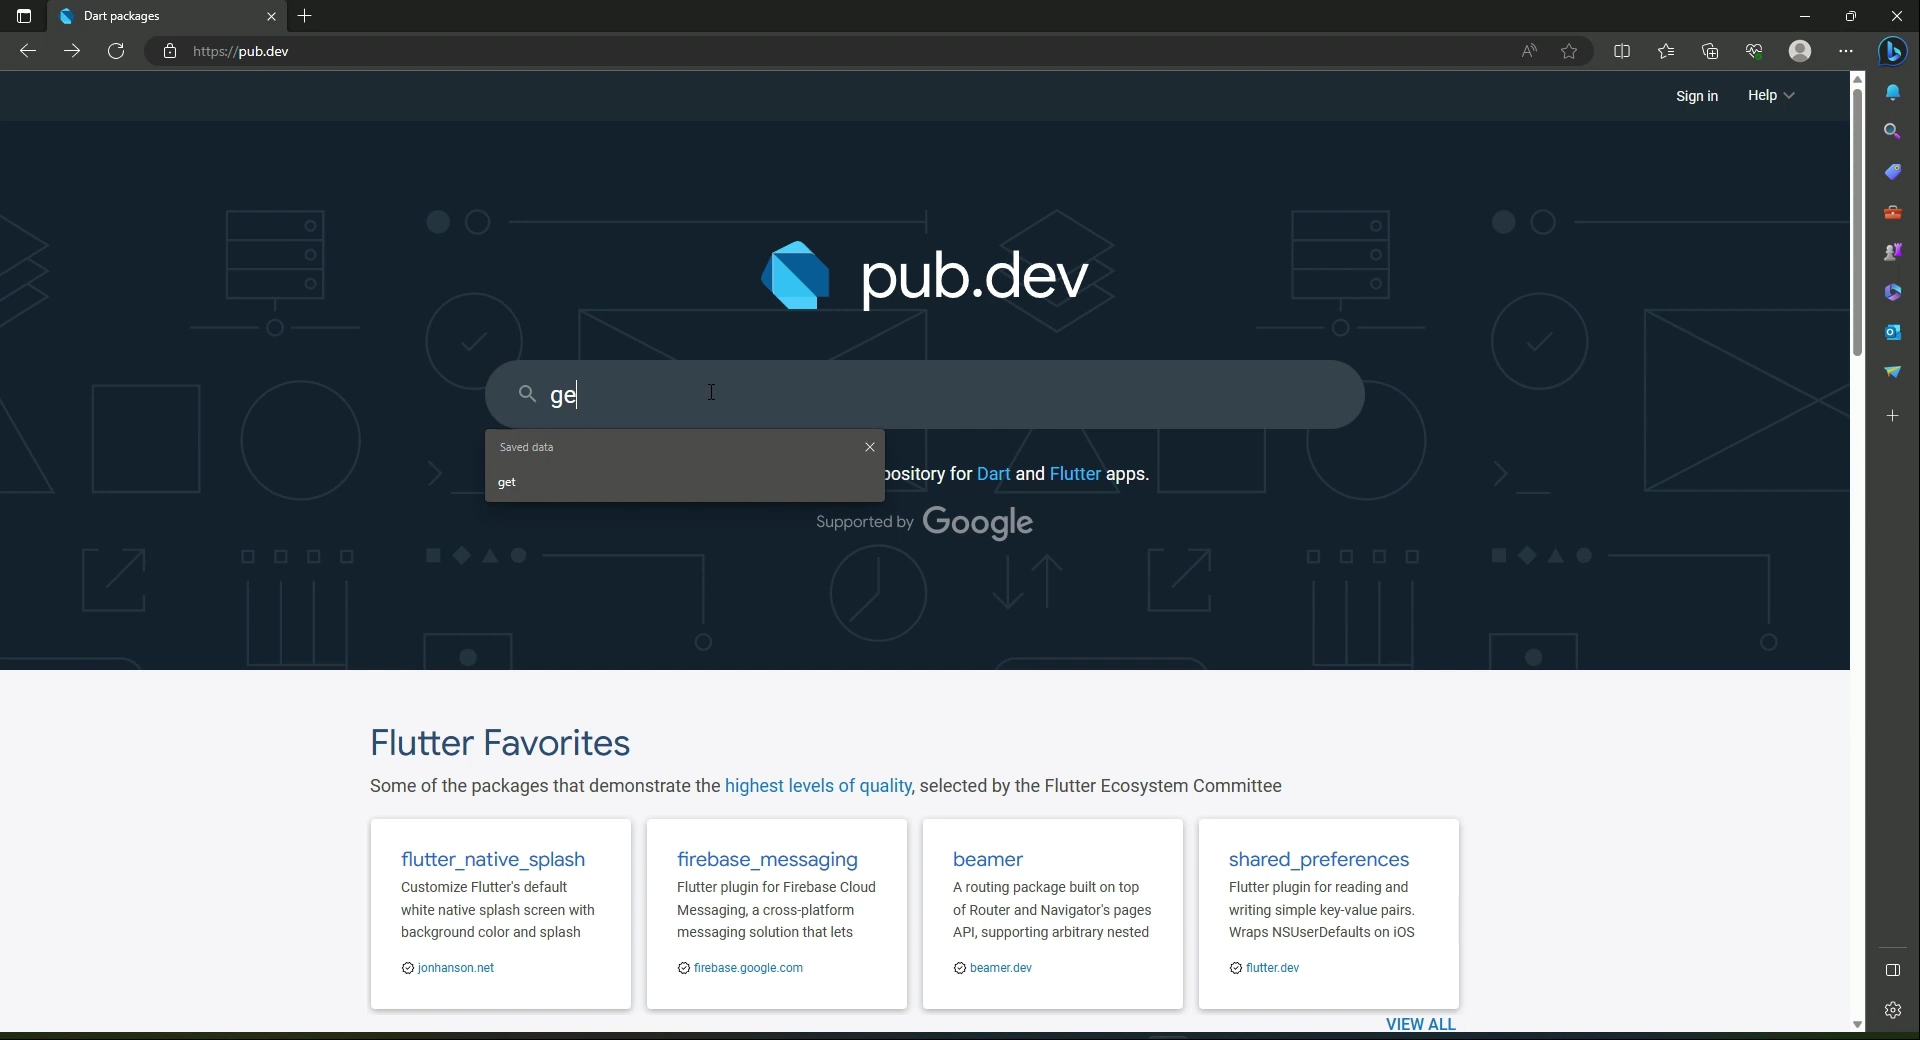 Dart packages
https://pub.dev
Sign in Help
pub.dev
ge
Saved data
get
pository for Dart and Flutter apps.
Supported by Google
Flutter Favorites
Some of the packages that demonstrate the highest levels of quality, selected by the Flutter Ecosystem Committee
flutter_native_splash
Customize Flutter's default
white native splash screen with
background color and splash
jonhanson.net
firebase_messaging
Flutter plugin for Firebase Cloud
Messaging, a cross-platform
messaging solution that lets
firebase.google.com
beamer
A routing package built on top
of Router and Navigator's pages
API, supporting arbitrary nested
beamer.dev
shared_preferences
Flutter plugin for reading and
writing simple key-value pairs.
Wraps NSUserDefaults on iOS
flutter.dev
VIEW ALL